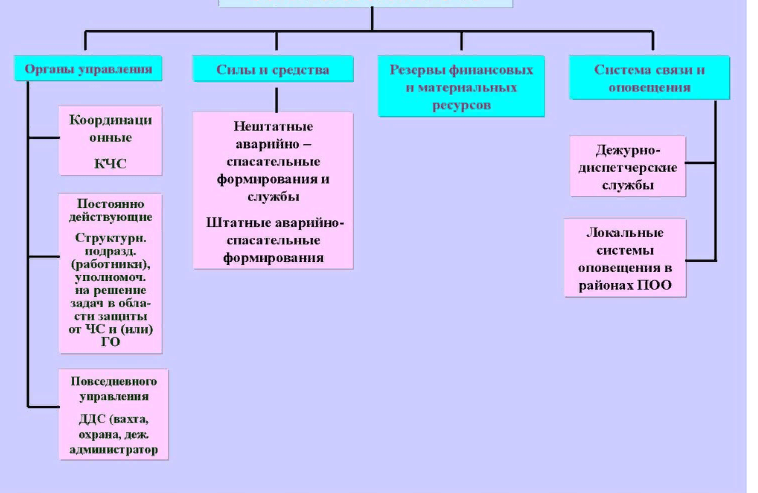 Органы управления
Силы и средства
Резервы финансовых
и материальных
ресурсов
Система связи и
оповещения
Координаци
онные
КЧС
Постоянно
действующие
Структурн.
подразд.
(работники),
уполномоч.
на решение
задач в обла-
сти защиты
от ЧС и (или)
ГО
Повседневного
управления
ДДС (вахта,
охрана, деж.
администратор
Нештатные
аварийно –
спасательные
формирования и
службы
Штатные аварийно-
спасательные
формирования
Дежурно-
диспетчерские
службы
Локальные
системы
оповещения в
районах ПОО